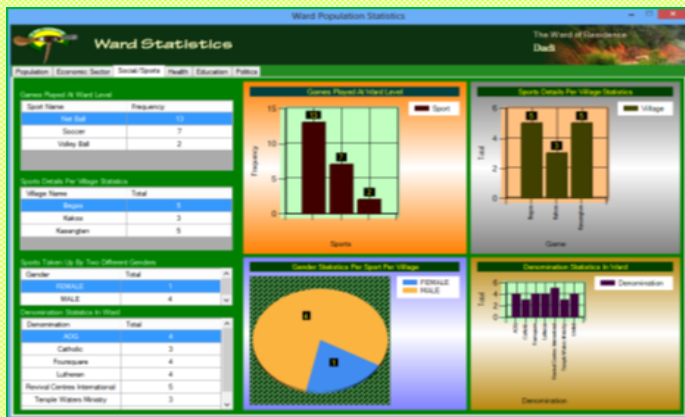 Ward Population Statistics
Ward Statistics
The Ward of Residence
Dadi
Population Economic Sector Social/Sports Health Education Politics
Games Played At Ward Level
Sport Name Frequency
Net Ball 13
Soccer 7
Volley Ball 2
Sports Details Per Village Statistics
Village Name Total
5
Kakoa 3
Kasangten 5
Sports Taken Up By Two Different Genders
Gender Total
FEMALE 1
MALE 4
Denomination Statistics In Ward
Denomination Total
AOG 4
Catholic 3
Foursquare 4
Lutheran 4
Revival Centres International 5
Temple Waters Ministry 3
Games Played At Ward Level
Sport
15
10
5
0
13
7
2
Frequency
Sports
Sports Details Per Village Statistics
Village
6
4
2
0
5
3
5
Total
Game
Gender Statistics Per Sport Per Village
FEMALE
MALE
4
1
Denomination Statistics In Ward
Denomination
6
4
2
0
Total
Denomination